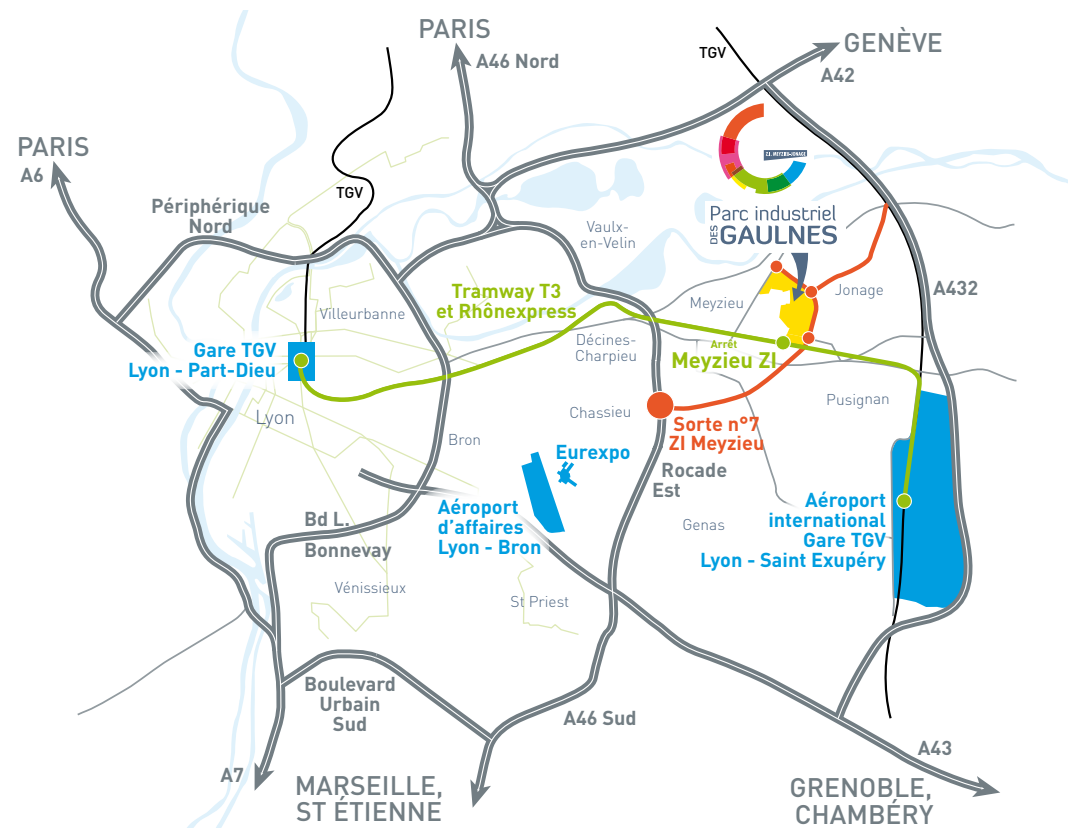 PARIS
A46 Nord
TGV
GENÈVE
A42
PARIS
A6
Z.I. MEYZIEU-JONAGE
TGV
Périphérique
Nord
Parc industriel
DES GAULNES
Vaulx-
en-Velin
Tramway T3
et Rhônexpress
Meyzieu
Jonage
A432
Villeurbanne
Gare TGV
Lyon - Part-Dieu
Décines-
Charpieu
Arrêt
Meyzieu ZI
Lyon
Chassieu
Pusignan
Sorte n°7
ZI Meyzieu
Bron
Eurexpo
Rocade
Est
Aéroport
d'affaires
Lyon - Bron
Aéroport
international
Gare TGV
Lyon - Saint Exupéry
Bd L.
Bonnevay
Genas
Vénissieux
St Priest
Boulevard
Urbain
Sud
A46 Sud
A7
MARSEILLE,
ST ÉTIENNE
A43
GRENOBLE,
CHAMBÉRY